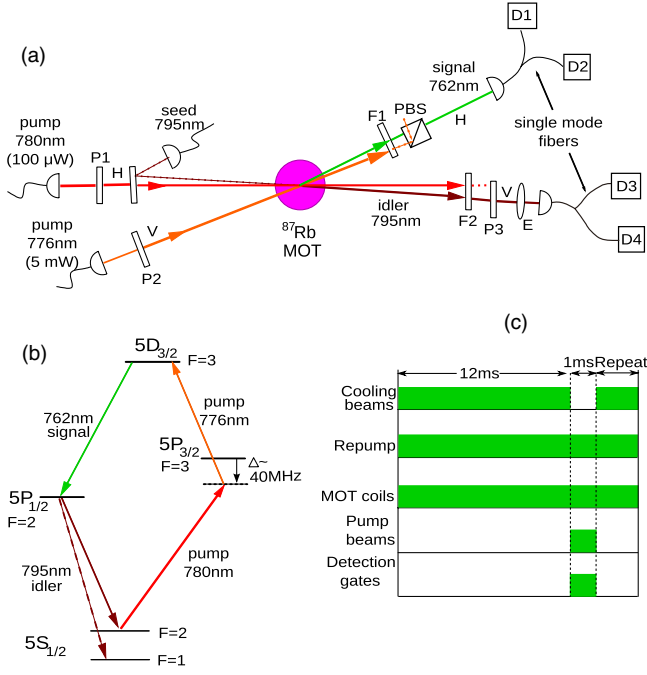 (a)
D1
D2
signal
762nm
PBS
F1
H
seed
795nm
pump
780nm
(100 µW)
P1
H
single mode
fibers
idler
795nm
F2
V
P3
E
D3
D4
pump
776nm
(5 mW)
V
P2
87Rb
MOT
(b)
5D3/2
F=3
762nm
signal
pump
776nm
5P3/2
F=3
Δ~
40MHz
5P1/2
F=2
795nm
idler
pump
780nm
5S1/2
F=2
F=1
(c)
12ms
1ms
Repeat
Cooling
beams
Repump
MOT coils
Pump
beams
Detection
gates